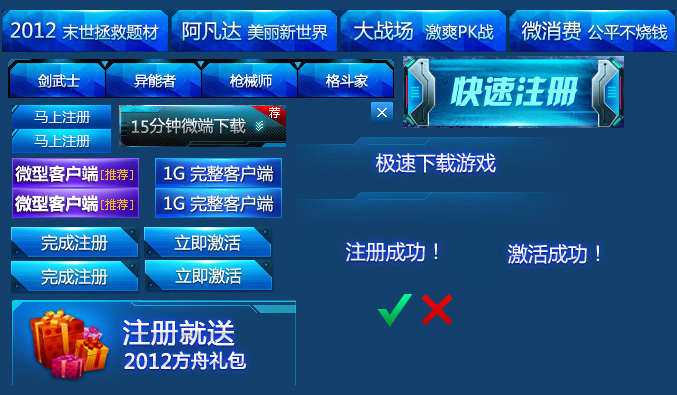 2012 末世拯救题材
阿凡达 美丽新世界
大战场 激爽PK战
微消费 公平不烧钱
剑武士
异能者
枪械师
格斗家
快速注册
马上注册
马上注册
15分钟微端下载
荐
极速下载游戏
微型客户端[推荐]
1G 完整客户端
微型客户端[推荐]
1G 完整客户端
完成注册
立即激活
注册成功！
激活成功！
完成注册
立即激活
注册就送
2012方舟礼包